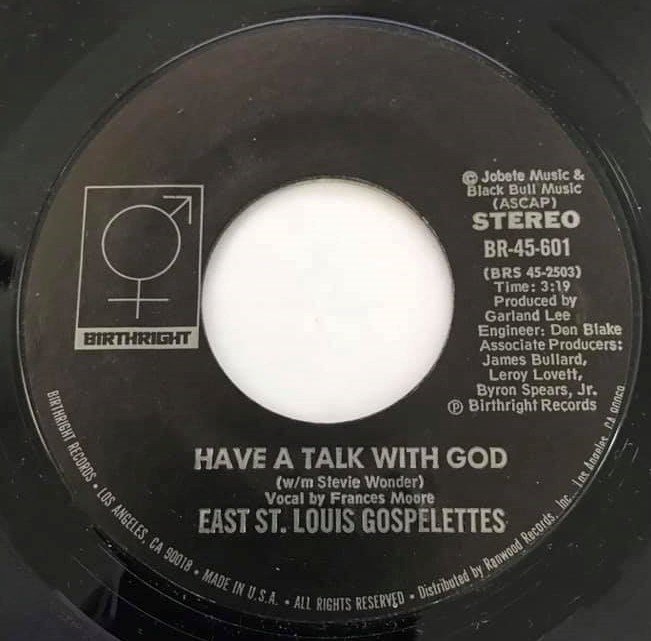 BIRTHRIGHT
© Jobete Music &
Black Bull Music
(ASCAP)
STEREO
BR-45-601
(BRS 45-2503)
Time: 3:19
Produced by
Garland Lee
Engineer: Don Blake
Associate Producers:
James Bullard,
Leroy Lovett,
Byron Spears, Jr.
℗ Birthright Records
HAVE A TALK WITH GOD
(w/m Stevie Wonder)
Vocal by Frances Moore
EAST ST. LOUIS GOSPELETTES
BIRTHRIGHT RECORDS • LOS ANGELES, CA 90018 • MADE IN U.S.A. • ALL RIGHTS RESERVED • Distributed by Ranwood Records, Inc., Los Angeles, CA